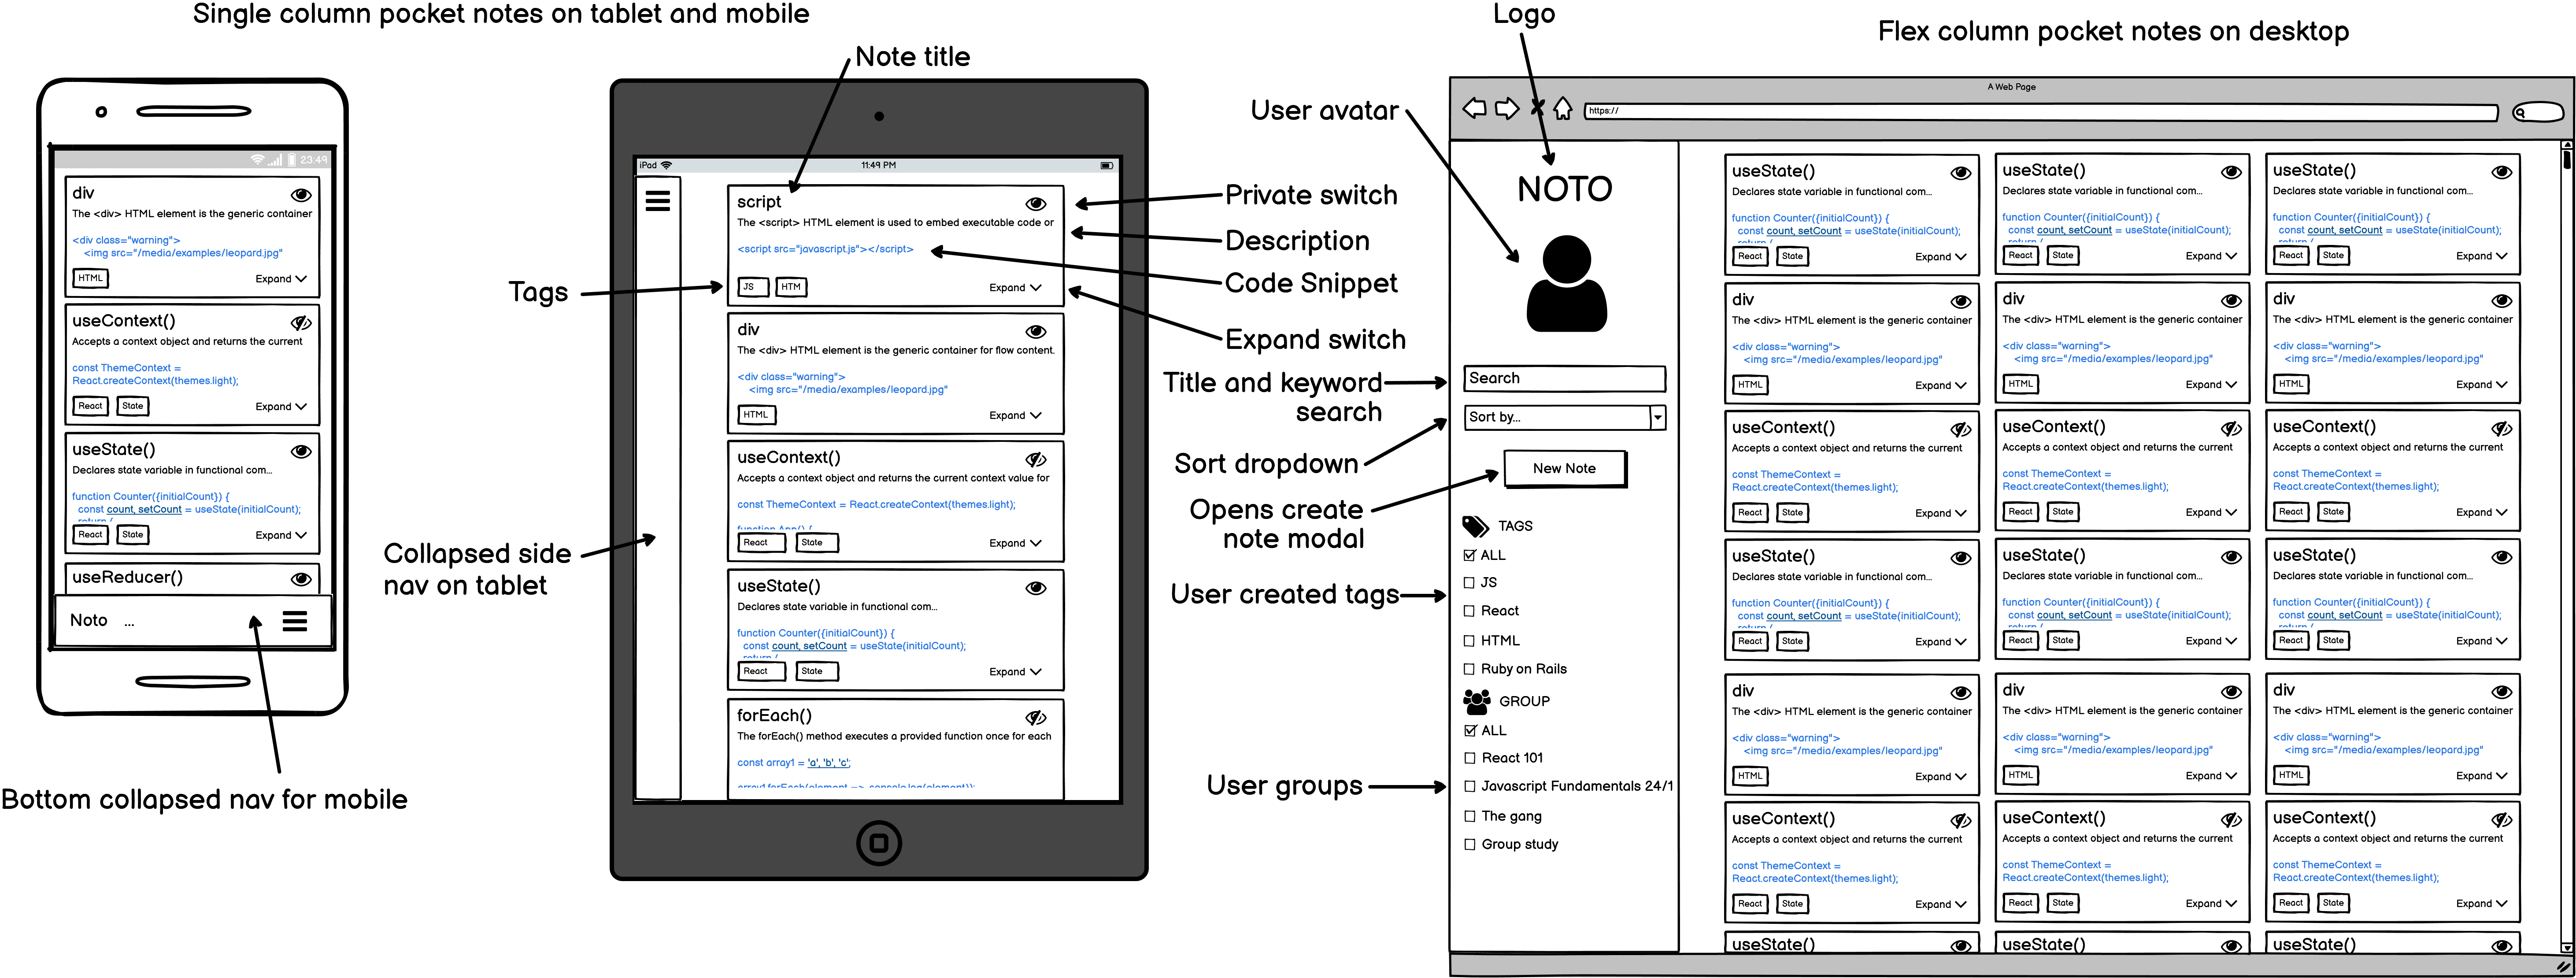 Single column pocket notes on tablet and mobile
Logo
Flex column pocket notes on desktop
Note title
User avatar
Private switch
Description
Code Snippet
Expand switch
Tags
Title and keyword
search
Sort dropdown
Opens create
note modal
Collapsed side
nav on tablet
User created tags
User groups
Bottom collapsed nav for mobile
23:49
div
The <div> HTML element is the generic container
<div class="warning">
<img src="/media/examples/leopard.jpg"
HTML
Expand
useContext()
Accepts a context object and returns the current
const ThemeContext =
React.createContext(themes.light);
React State Expand
useState()
Declares state variable in functional com...
function Counter({initialCount}) {
const count, setCount = useState(initialCount);
return (
React State Expand
useReducer()
Noto ...
iPad 11:49 PM
script
The <script> HTML element is used to embed executable code or
<script src="javascript.js"></script>
JS HTM Expand
div
The <div> HTML element is the generic container for flow content.
<div class="warning">
<img src="/media/examples/leopard.jpg"
HTML Expand
useContext()
Accepts a context object and returns the current context value for
const ThemeContext = React.createContext(themes.light);
function App() {
React State Expand
useState()
Declares state variable in functional com...
function Counter({initialCount}) {
const count, setCount = useState(initialCount);
return (
React State Expand
forEach()
The forEach() method executes a provided function once for each
const array1 = 'a', 'b', 'c';
array1.forEach(element => console.log(element));
A Web Page
https://
NOTO
Search
Sort by...
New Note
TAGS
ALL
JS
React
HTML
Ruby on Rails
GROUP
ALL
React 101
Javascript Fundamentals 24/1
The gang
Group study
useState() useState() useState()
Declares state variable in functional com... Declares state variable in functional com... Declares state variable in functional com...
function Counter({initialCount}) { function Counter({initialCount}) { function Counter({initialCount}) {
const count, setCount = useState(initialCount); const count, setCount = useState(initialCount); const count, setCount = useState(initialCount);
return ( return ( return (
React State Expand React State Expand React State Expand
div div div
The <div> HTML element is the generic container The <div> HTML element is the generic container The <div> HTML element is the generic container
<div class="warning"> <div class="warning"> <div class="warning">
<img src="/media/examples/leopard.jpg" <img src="/media/examples/leopard.jpg" <img src="/media/examples/leopard.jpg"
HTML Expand HTML Expand HTML Expand
useContext() useContext() useContext()
Accepts a context object and returns the current Accepts a context object and returns the current Accepts a context object and returns the current
const ThemeContext = const ThemeContext = const ThemeContext =
React.createContext(themes.light); React.createContext(themes.light); React.createContext(themes.light);
React State Expand React State Expand React State Expand
useState() useState() useState()
Declares state variable in functional com... Declares state variable in functional com... Declares state variable in functional com...
function Counter({initialCount}) { function Counter({initialCount}) { function Counter({initialCount}) {
const count, setCount = useState(initialCount); const count, setCount = useState(initialCount); const count, setCount = useState(initialCount);
return ( return ( return (
React State Expand React State Expand React State Expand
div div div
The <div> HTML element is the generic container The <div> HTML element is the generic container The <div> HTML element is the generic container
<div class="warning"> <div class="warning"> <div class="warning">
<img src="/media/examples/leopard.jpg" <img src="/media/examples/leopard.jpg" <img src="/media/examples/leopard.jpg"
HTML Expand HTML Expand HTML Expand
useContext() useContext() useContext()
Accepts a context object and returns the current Accepts a context object and returns the current Accepts a context object and returns the current
const ThemeContext = const ThemeContext = const ThemeContext =
React.createContext(themes.light); React.createContext(themes.light); React.createContext(themes.light);
React State Expand React State Expand React State Expand
useState() useState() useState()